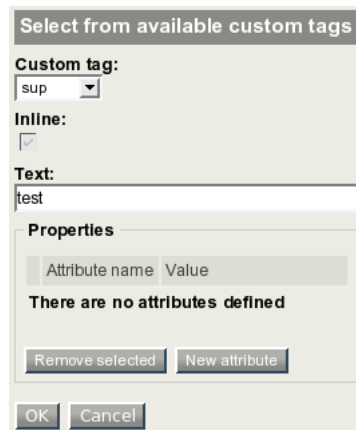 Select from available custom tags
Custom tag:
sup
Inline:
Text:
test
Properties
Attribute name Value
There are no attributes defined
Remove selected New attribute
OK Cancel